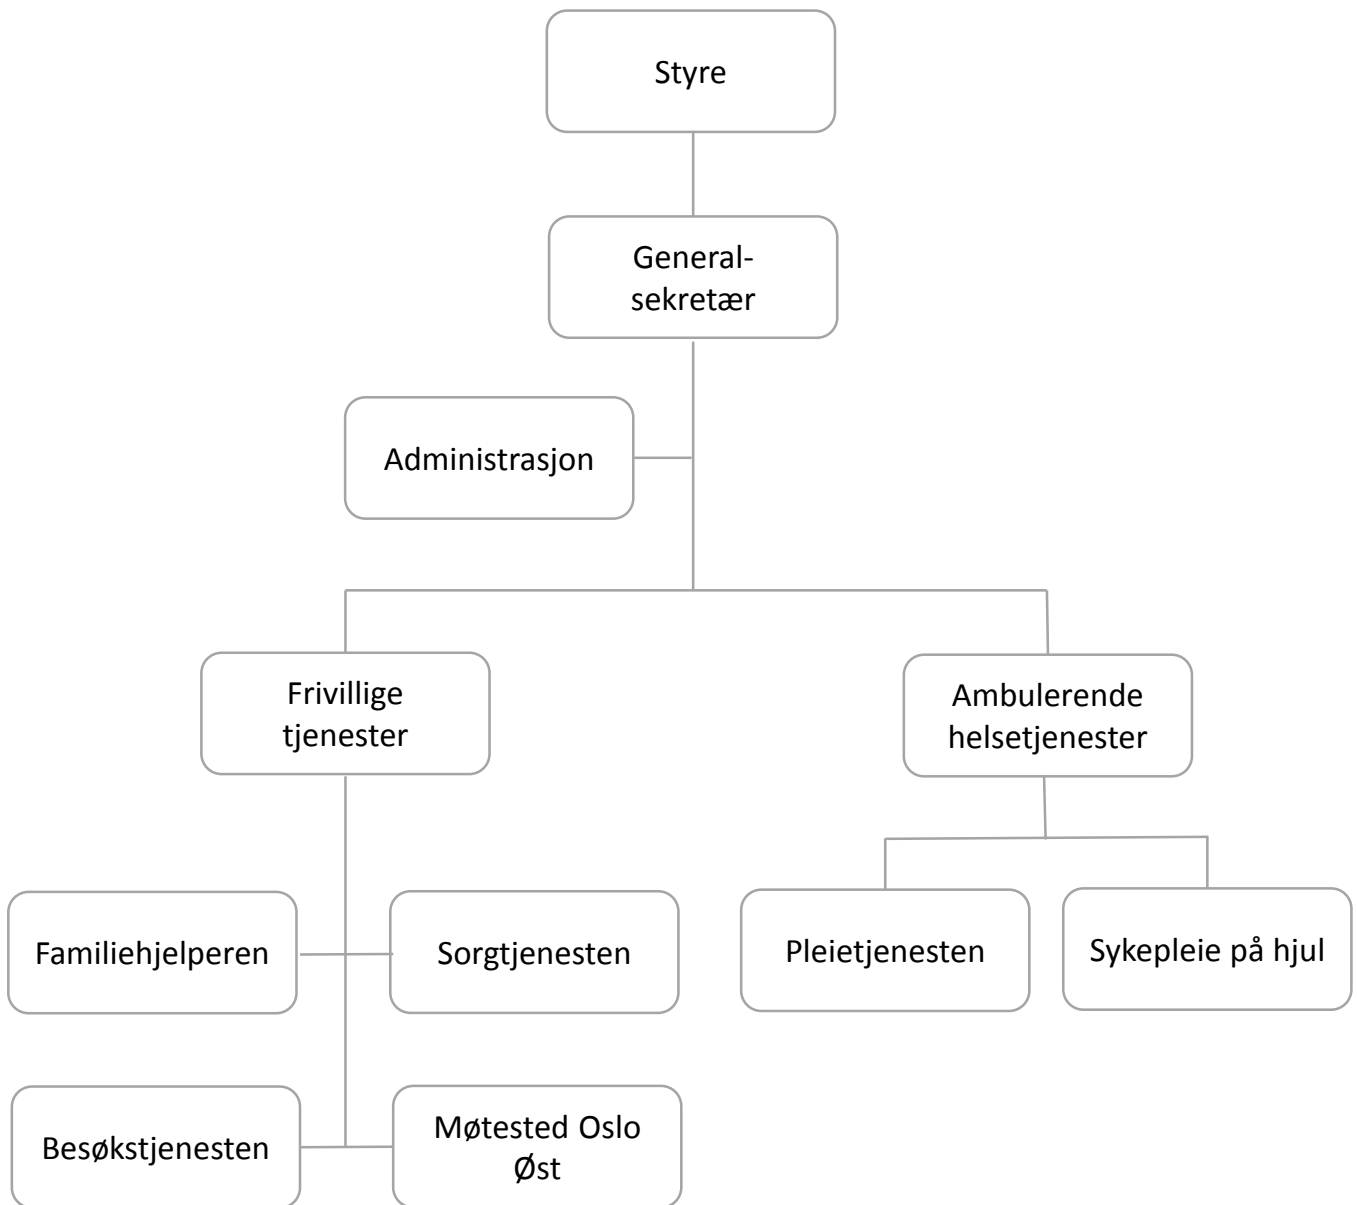 Styre
General-
sekretær
Administrasjon
Frivillige
tjenester
Ambulerende
helsetjenester
Familiehjelperen
Sorgtjenesten
Pleietjenesten
Sykepleie på hjul
Besøkstjenesten
Møtested Oslo
Øst